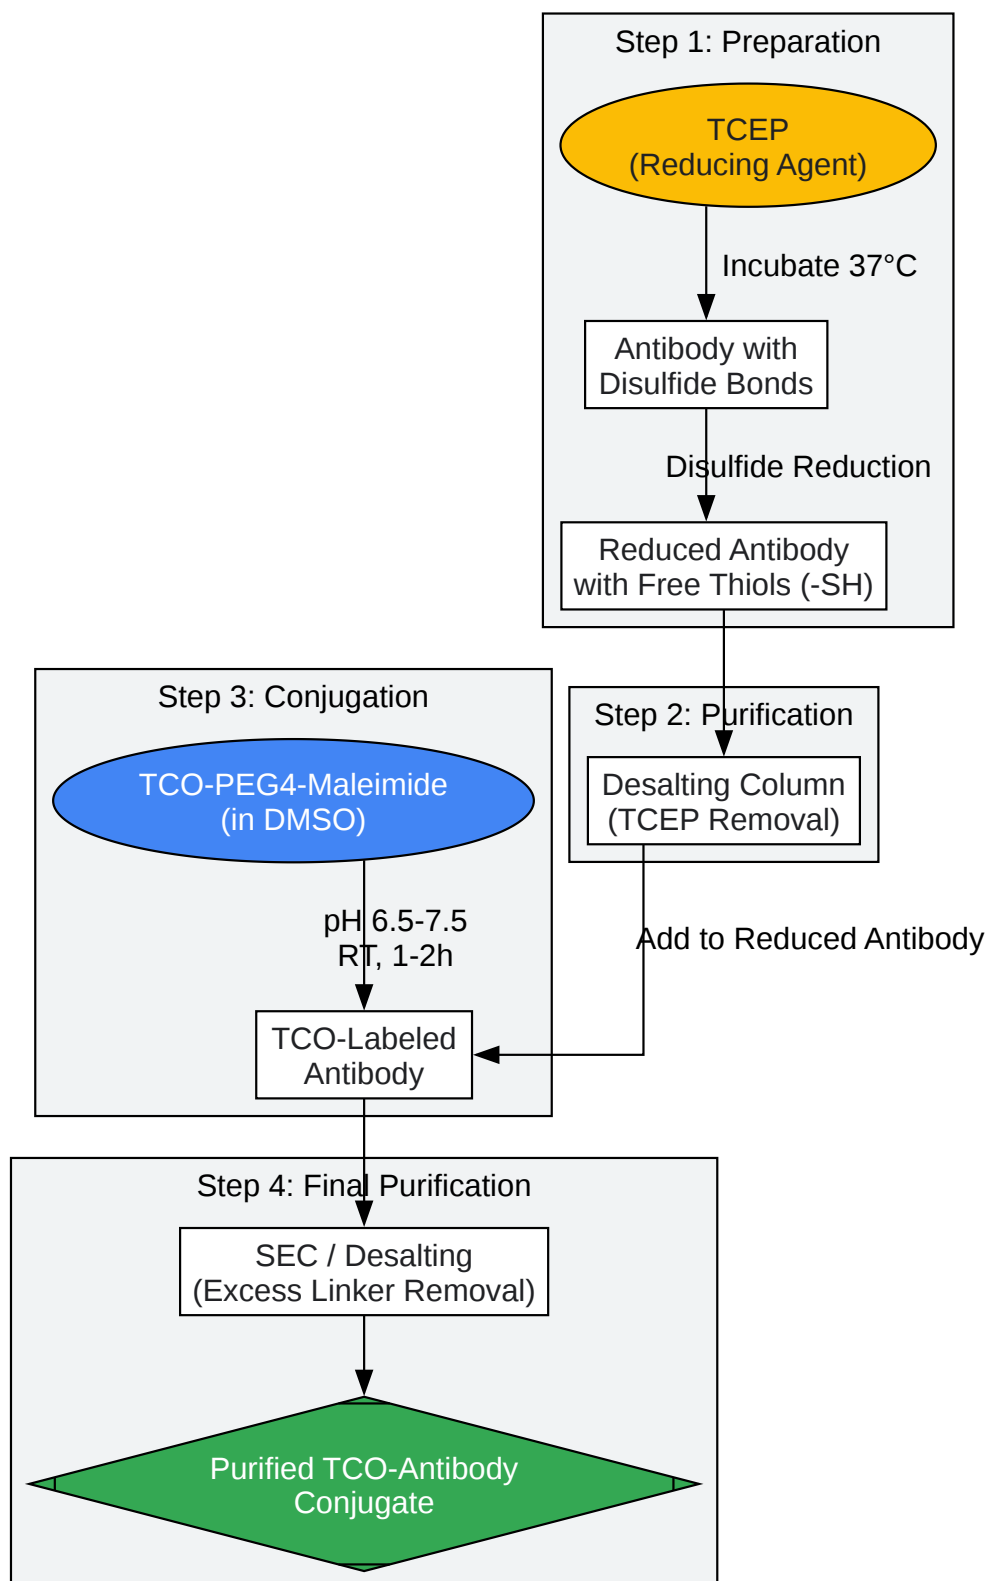 Step 1: Preparation
TCEP
(Reducing Agent)
Incubate 37°C
Antibody with
Disulfide Bonds
Disulfide Reduction
Reduced Antibody
with Free Thiols (-SH)
Step 2: Purification
Desalting Column
(TCEP Removal)
Add to Reduced Antibody
Step 3: Conjugation
TCO-PEG4-Maleimide
(in DMSO)
pH 6.5-7.5
RT, 1-2h
TCO-Labeled
Antibody
Step 4: Final Purification
SEC / Desalting
(Excess Linker Removal)
Purified TCO-Antibody
Conjugate